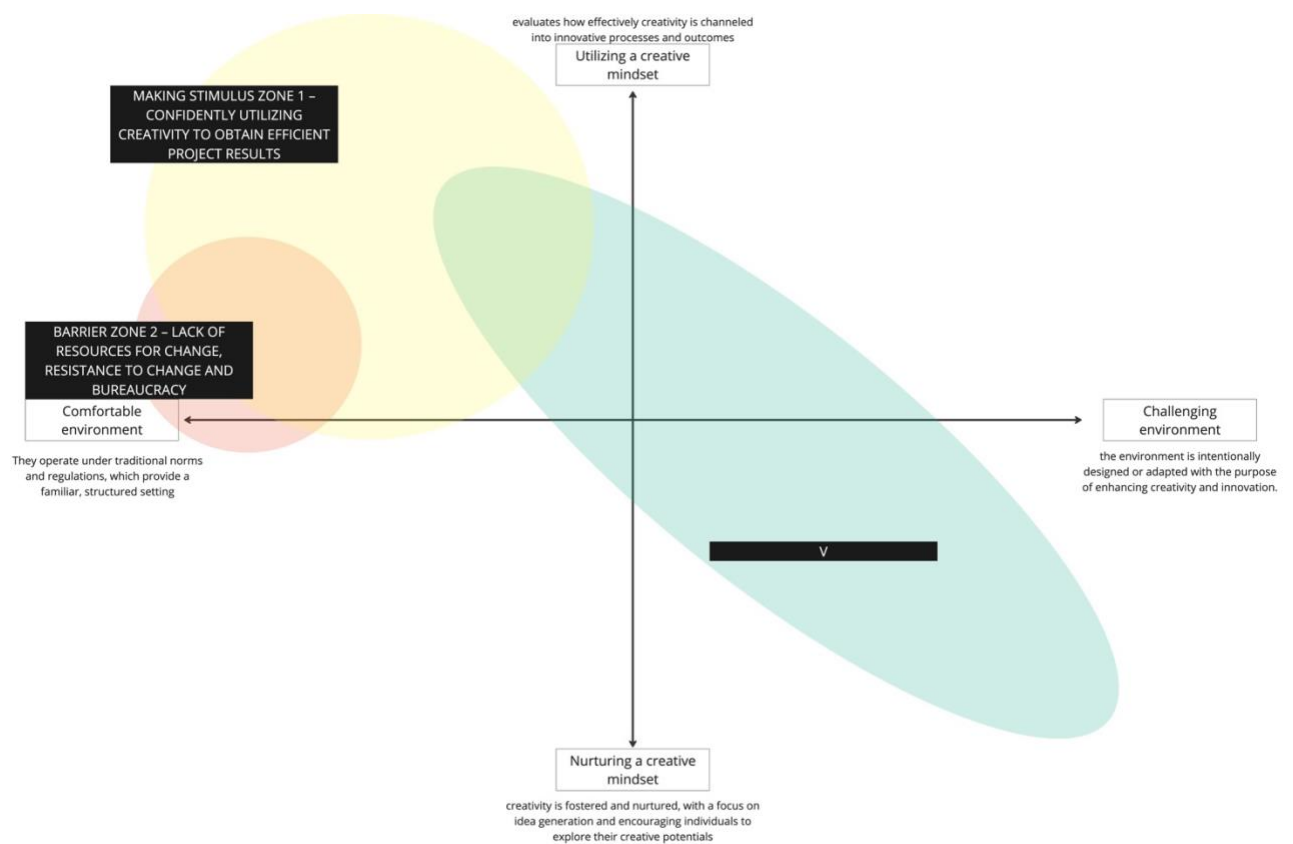 evaluates how effectively creativity is channeled
into innovative processes and outcomes
Utilizing a creative
mindset
MAKING STIMULUS ZONE 1 –
CONFIDENTLY UTILIZING
CREATIVITY TO OBTAIN EFFICIENT
PROJECT RESULTS
BARRIER ZONE 2 – LACK OF
RESOURCES FOR CHANGE,
RESISTANCE TO CHANGE AND
BUREAUCRACY
Comfortable
environment
They operate under traditional norms
and regulations, which provide a
familiar, structured setting
Challenging
environment
the environment is intentionally
designed or adapted with the purpose
of enhancing creativity and innovation.
V
Nurturing a creative
mindset
creativity is fostered and nurtured, with a focus on
idea generation and encouraging individuals to
explore their creative potentials